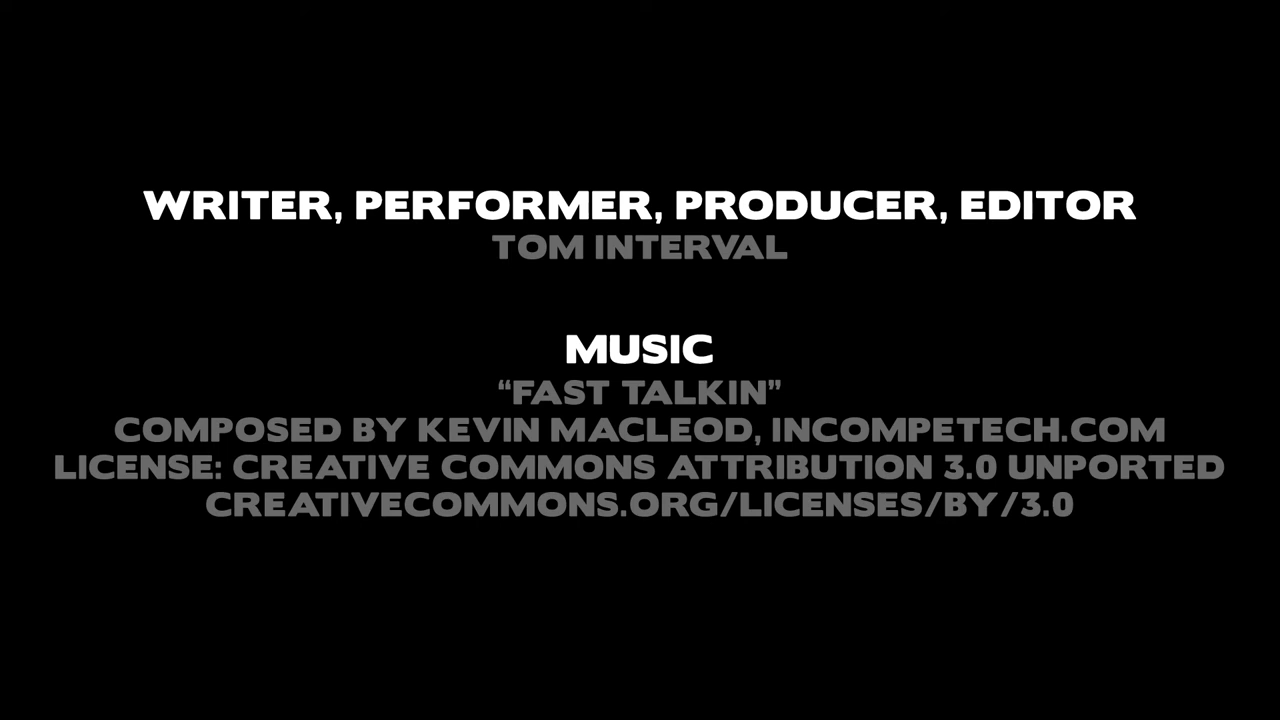 WRITER, PERFORMER, PRODUCER, EDITOR
TOM INTERVAL
MUSIC
“FAST TALKIN”
COMPOSED BY KEVIN MACLEOD, INCOMPETECH.COM
LICENSE: CREATIVE COMMONS ATTRIBUTION 3.0 UNPORTED
CREATIVECOMMONS.ORG/LICENSES/BY/3.0